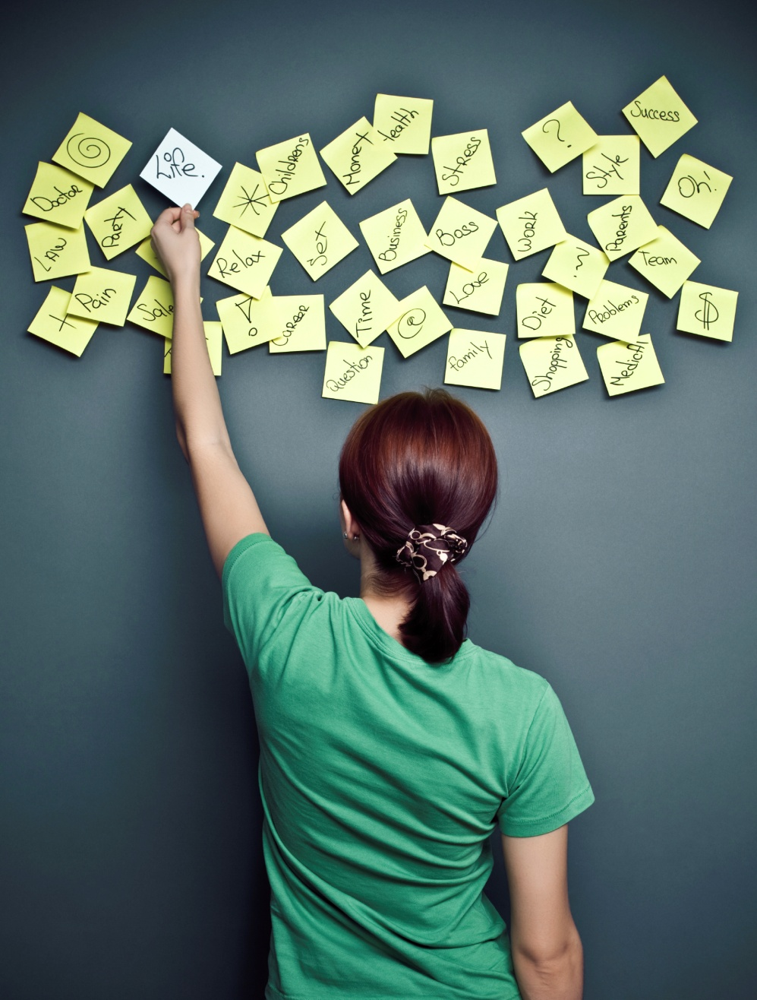 Success
Health
?
Life.
Money
Childrens
Stress
Style
Oh!
Doctor
*
Party
Work
Parents
Sex
Business
Boss
LAW
Relax
?
Team
Love
Pain
Diet
Problems
$
+
Sale
!
Career
Time
@
Question
Family
Shopping